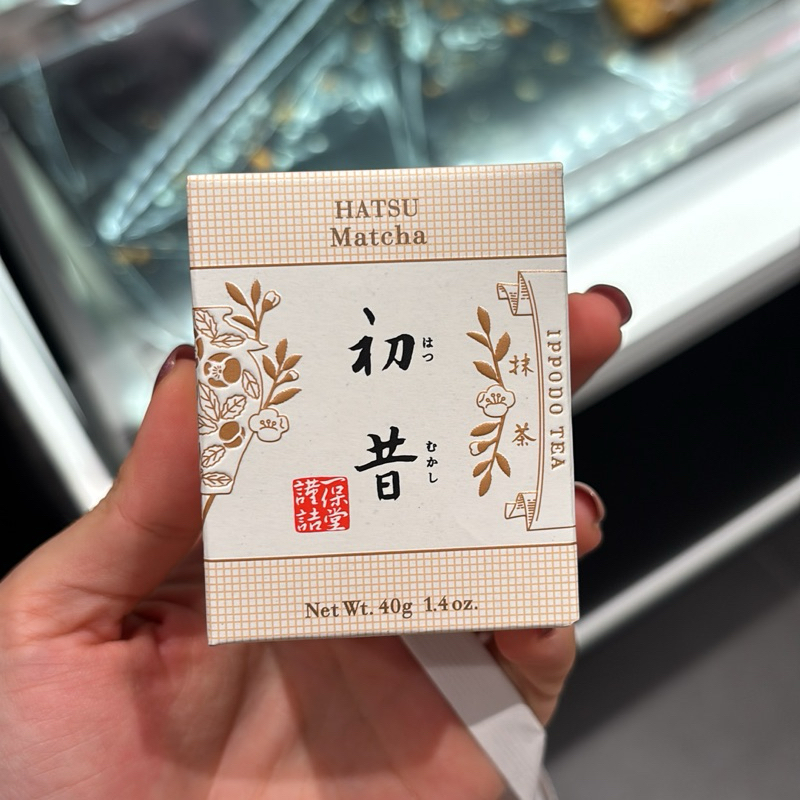 HATSU
Matcha
初昔
はつ
むかし
抹茶
IPPODO TEA
一保堂
謹詰
Net Wt. 40g 1.4 oz.